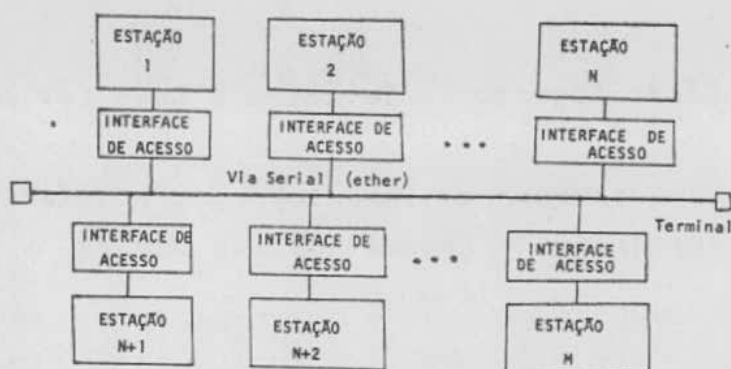 ESTAÇÃO
1
ESTAÇÃO
2
ESTAÇÃO
N
INTERFACE
DE ACESSO
INTERFACE DE
ACESSO
...
INTERFACE DE
ACESSO
Via Serial (ether)
Terminal
INTERFACE DE
ACESSO
INTERFACE DE
ACESSO
...
INTERFACE
DE ACESSO
ESTAÇÃO
N+1
ESTAÇÃO
N+2
ESTAÇÃO
M